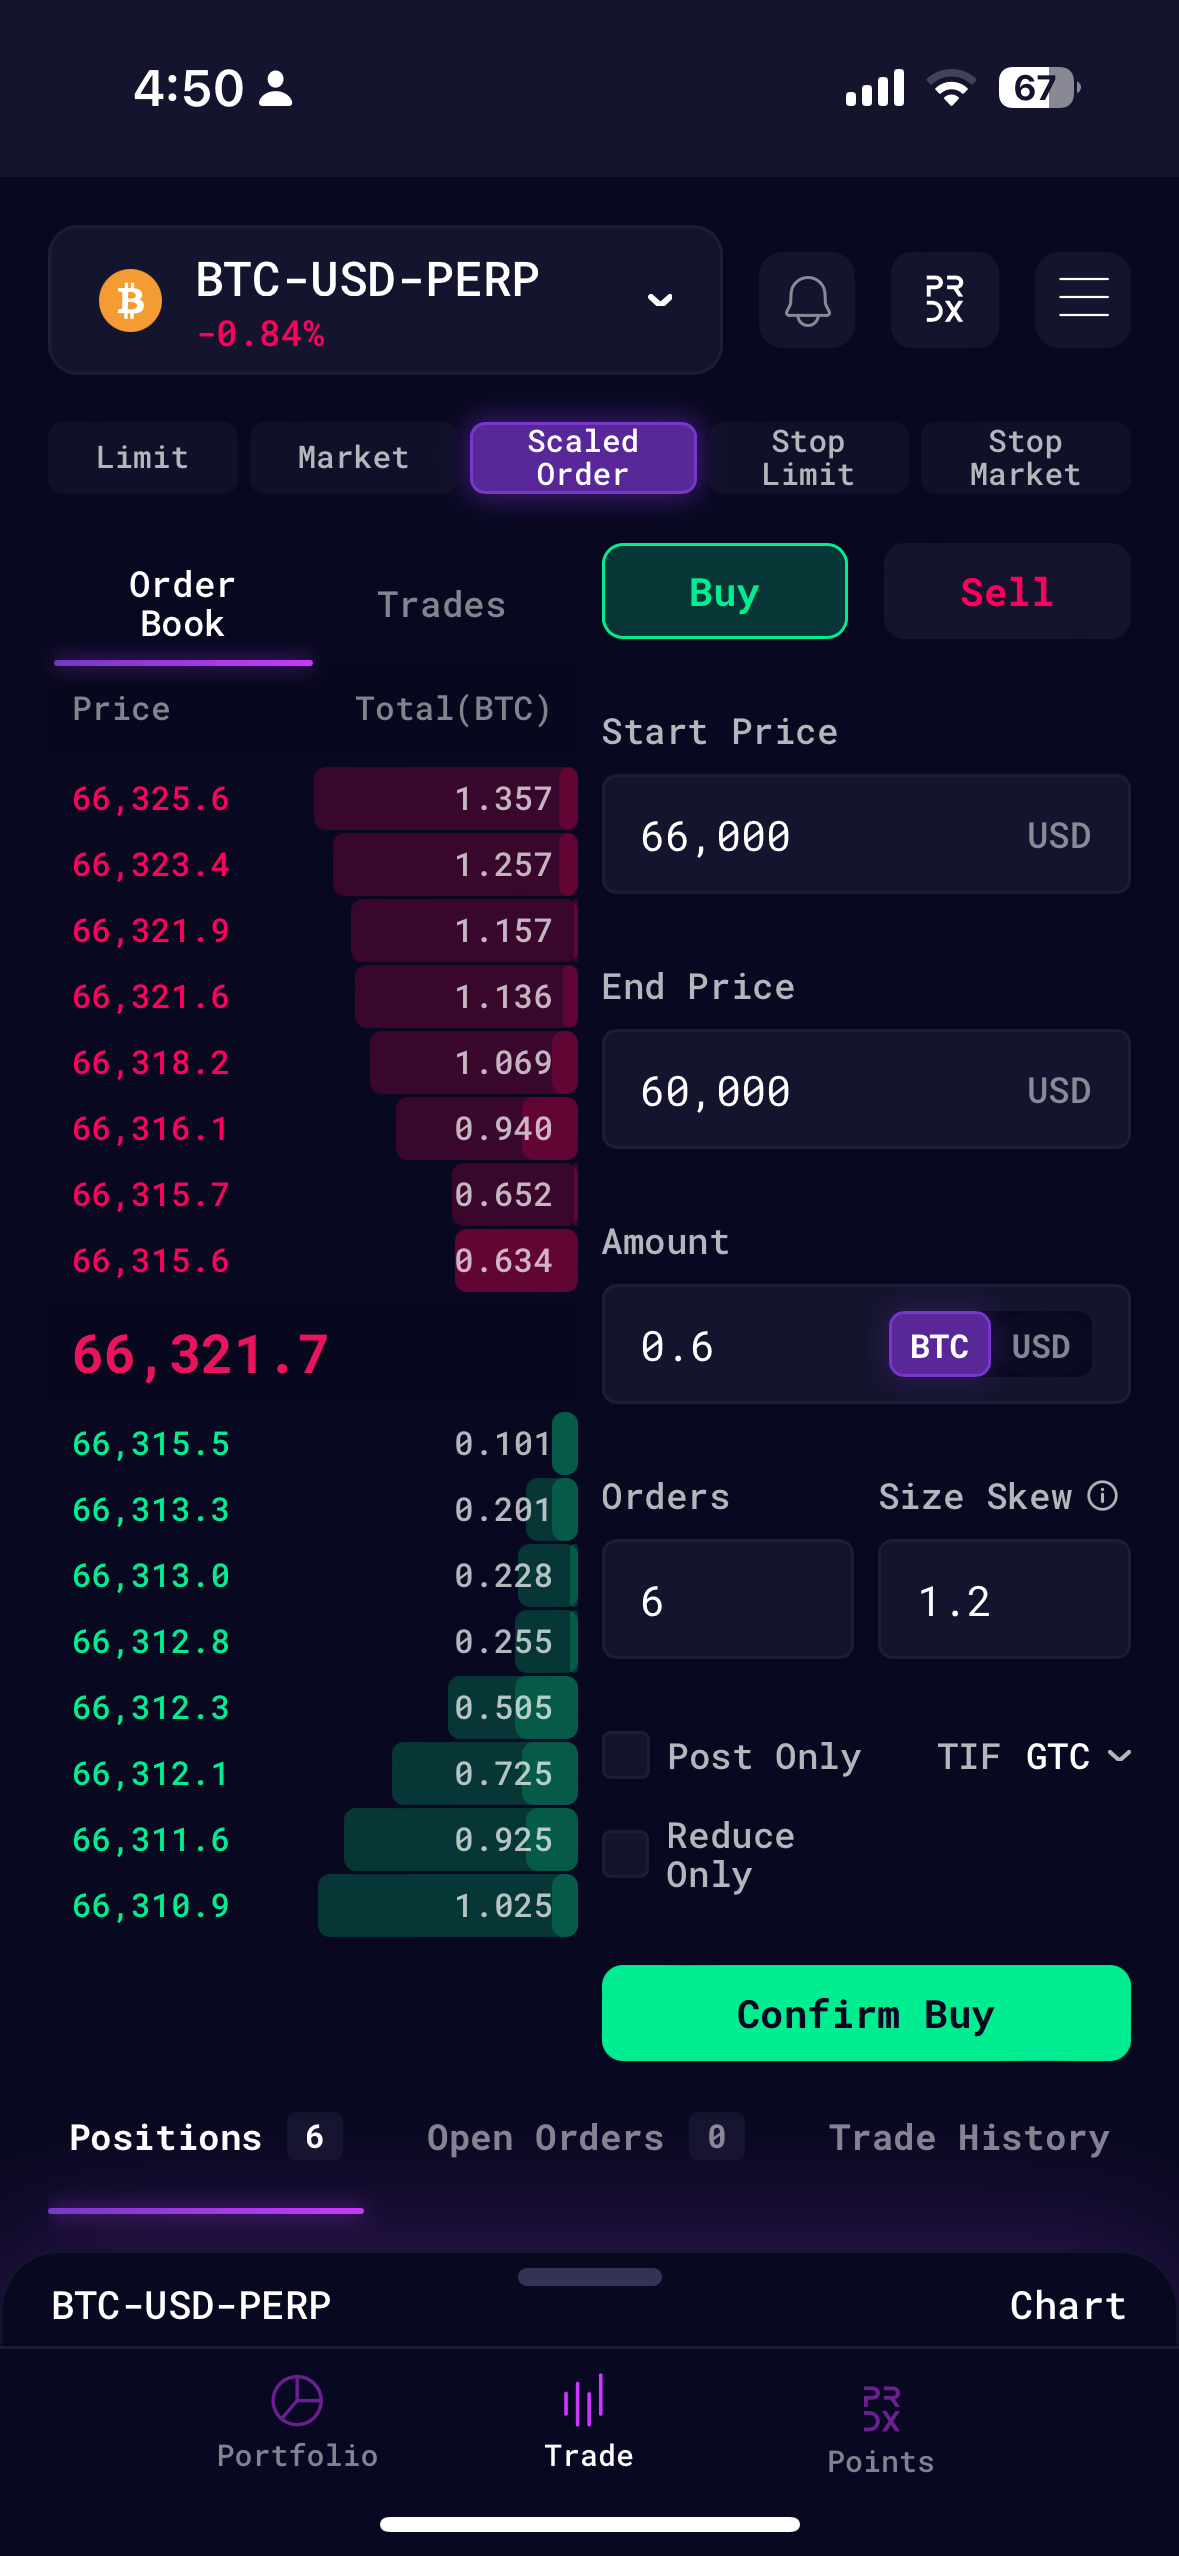 4:50
67
BTC-USD-PERP
-0.84%
PR
DX
Limit
Market
Scaled
Order
Stop
Limit
Stop
Market
Order
Book
Trades
Price
Total(BTC)
66,325.6 1.357
66,323.4 1.257
66,321.9 1.157
66,321.6 1.136
66,318.2 1.069
66,316.1 0.940
66,315.7 0.652
66,315.6 0.634
66,321.7
66,315.5 0.101
66,313.3 0.201
66,313.0 0.228
66,312.8 0.255
66,312.3 0.505
66,312.1 0.725
66,311.6 0.925
66,310.9 1.025
Buy
Sell
Start Price
66,000 USD
End Price
60,000 USD
Amount
0.6 BTC USD
Orders
Size Skew
6
1.2
Post Only
TIF GTC
Reduce
Only
Confirm Buy
Positions 6
Open Orders 0
Trade History
BTC-USD-PERP
Chart
Portfolio
Trade
PR
DX
Points